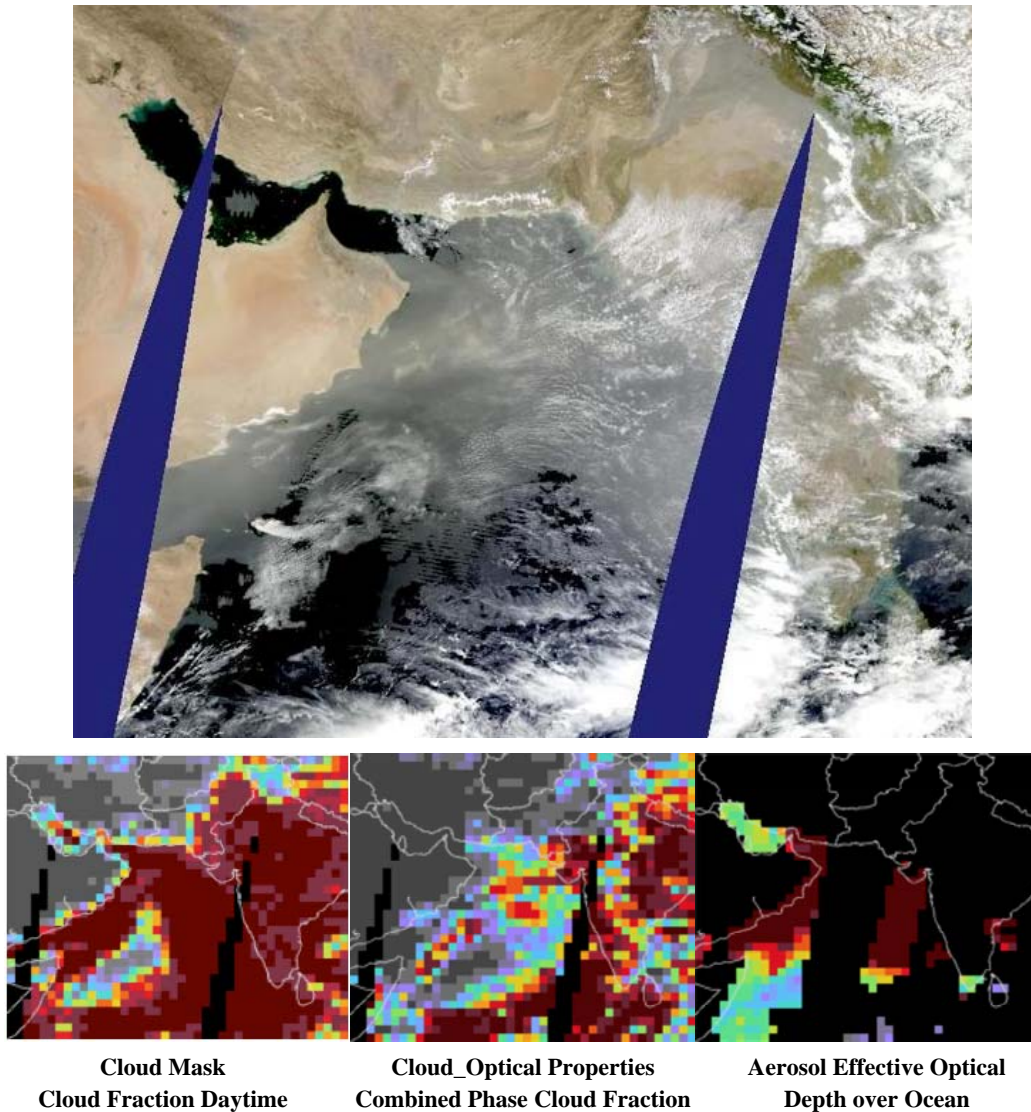 Cloud Mask
Cloud Fraction Daytime
Cloud_Optical Properties
Combined Phase Cloud Fraction
Aerosol Effective Optical
Depth over Ocean